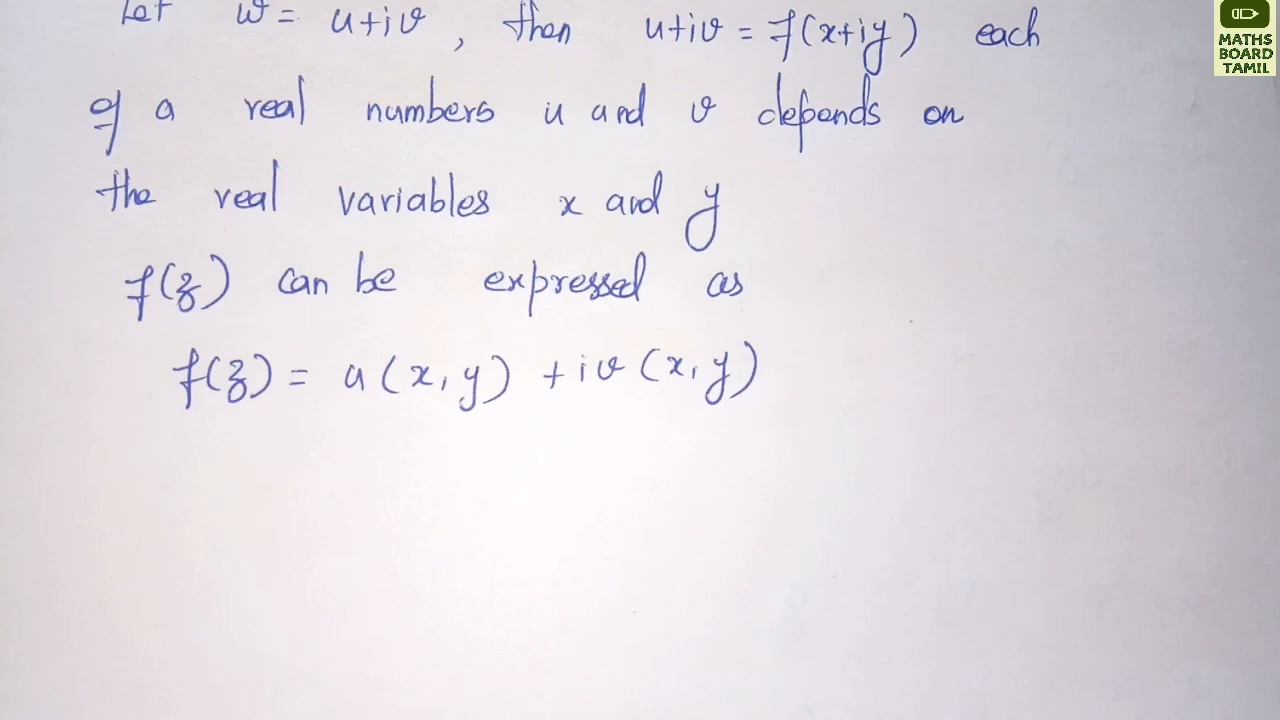 Let w = u+iv , then u+iv = f(x+iy) each
of a real numbers u and v depends on
the real variables x and y
f(z) can be expressed as
f(z) = u(x,y) + iv(x,y)
MATHS
BOARD
TAMIL